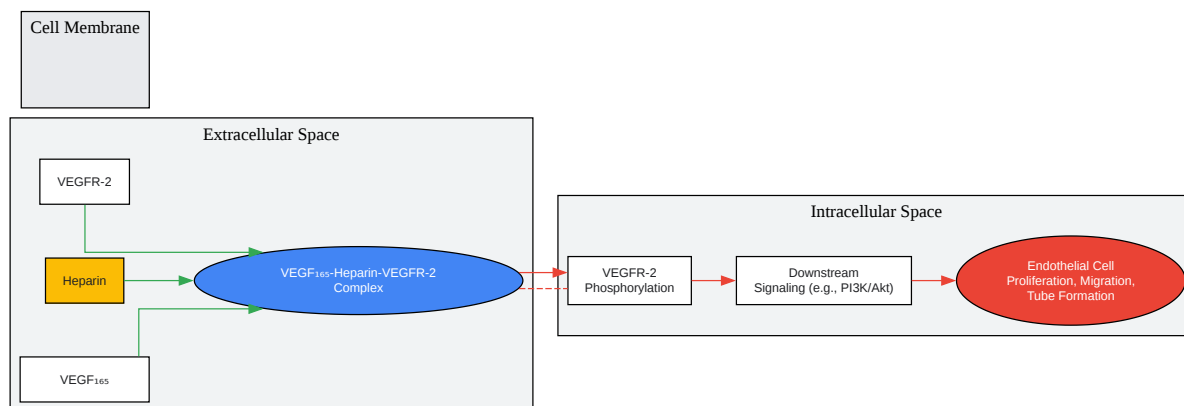 Cell Membrane
Extracellular Space
VEGFR-2
Heparin
VEGF₁₆₅
VEGF₁₆₅-Heparin-VEGFR-2
Complex
Intracellular Space
VEGFR-2
Phosphorylation
Downstream
Signaling (e.g., PI3K/Akt)
Endothelial Cell
Proliferation, Migration,
Tube Formation